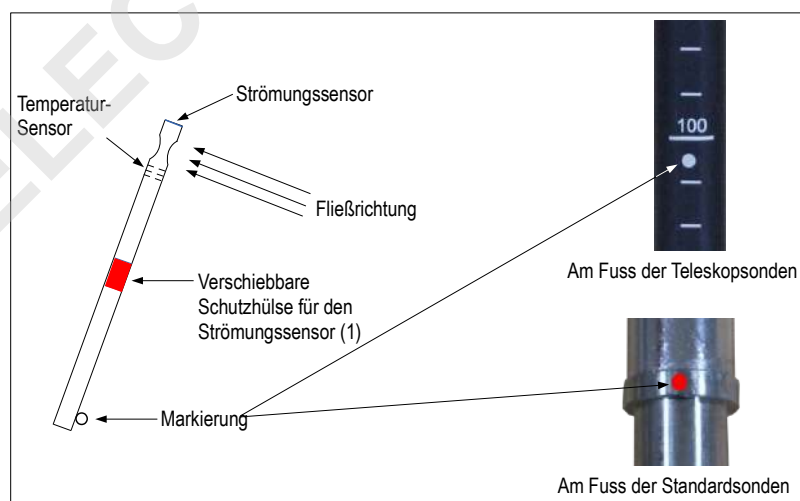 ELEC
Strömungssensor
Temperatur-
Sensor
Fließrichtung
Verschiebbare
Schutzhülse für den
Strömungssensor (1)
Markierung
100
Am Fuss der Teleskopsonden
Am Fuss der Standardsonden